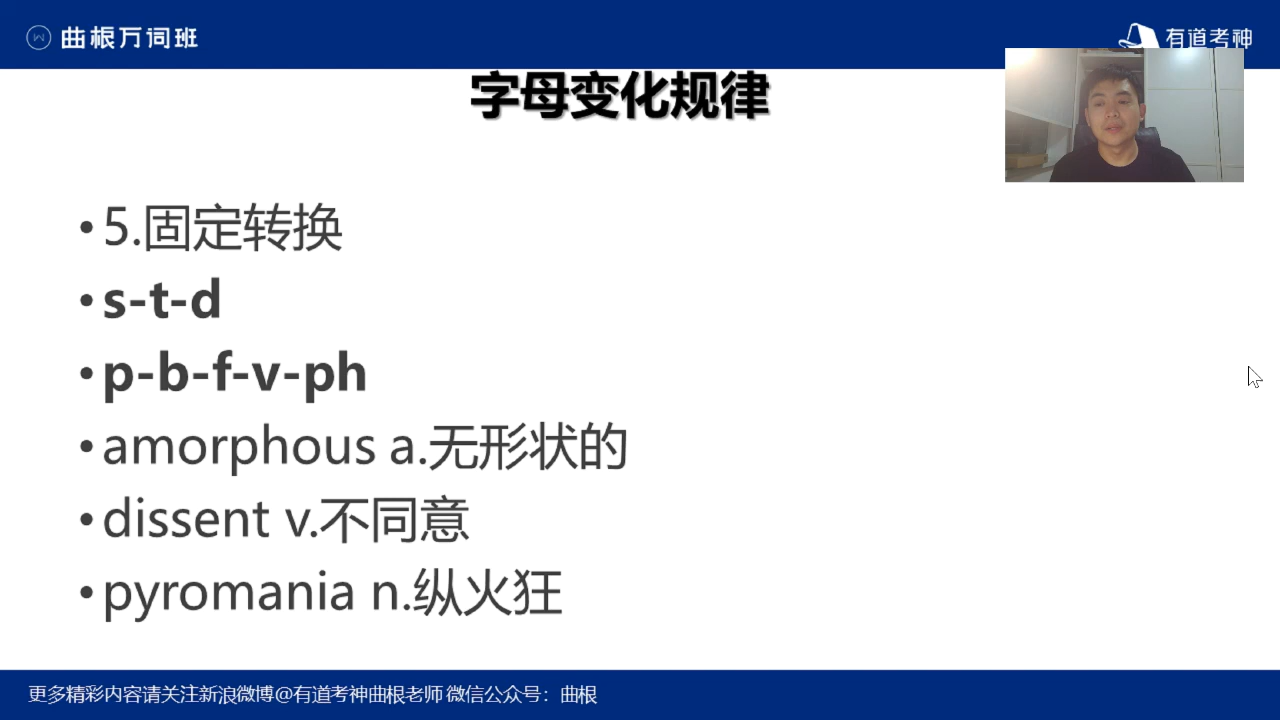 曲根万词班
有道考神
字母变化规律
•5.固定转换
•s-t-d
•p-b-f-v-ph
•amorphous a.无形状的
•dissent v.不同意
•pyromania n.纵火狂
更多精彩内容请关注新浪微博@有道考神曲根老师 微信公众号：曲根